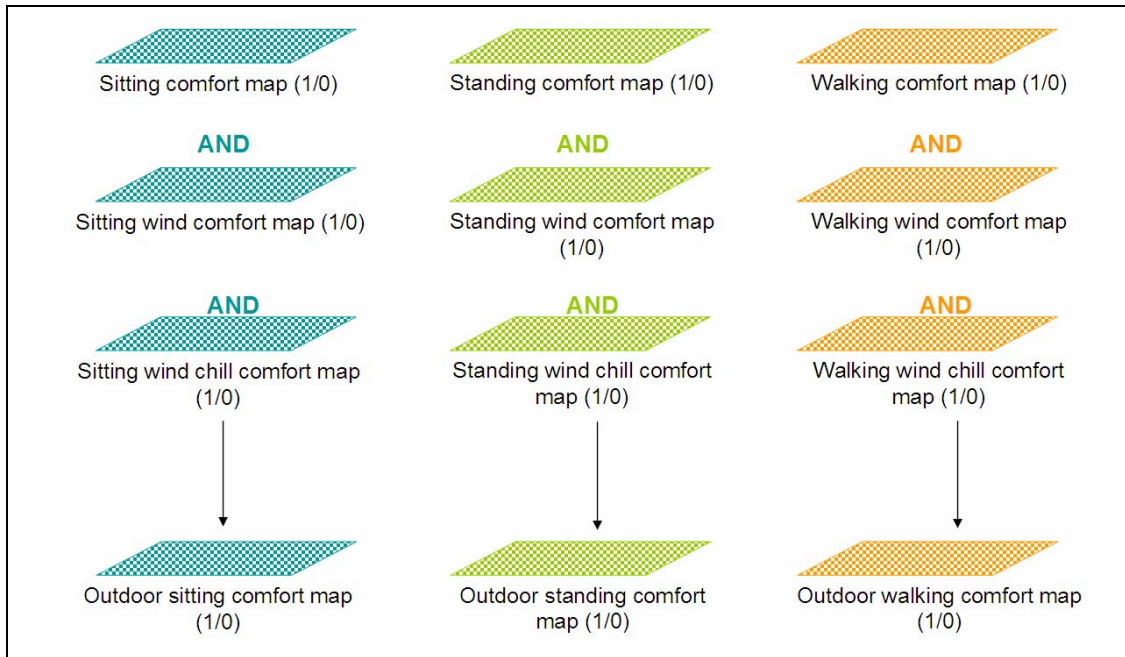 Sitting comfort map (1/0)
Standing comfort map (1/0)
Walking comfort map (1/0)
AND
AND
AND
Sitting wind comfort map (1/0)
Standing wind comfort map
(1/0)
Walking wind comfort map
(1/0)
AND
AND
AND
Sitting wind chill comfort map
(1/0)
Standing wind chill comfort
map (1/0)
Walking wind chill comfort
map (1/0)
Outdoor sitting comfort map
(1/0)
Outdoor standing comfort
map (1/0)
Outdoor walking comfort map
(1/0)